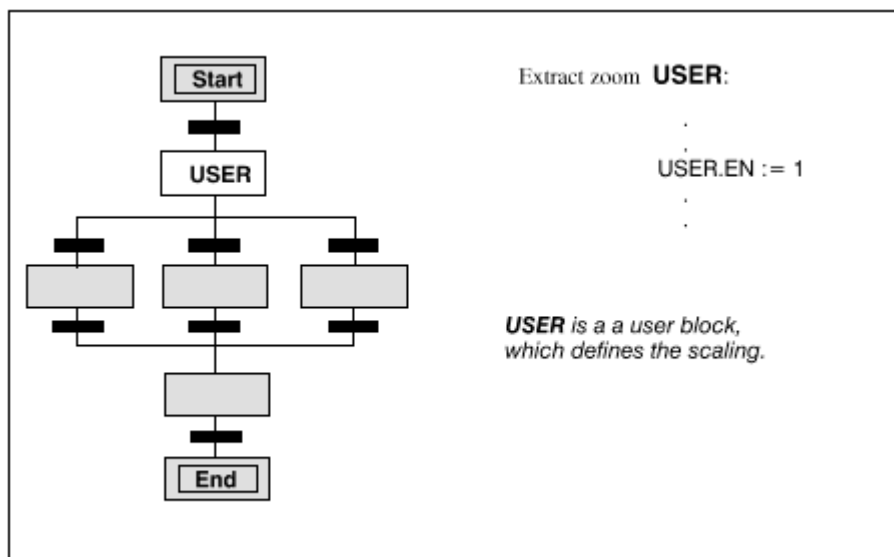 Start
USER
End
Extract zoom USER:
.
.
USER.EN := 1
.
.
USER is a a user block,
which defines the scaling.